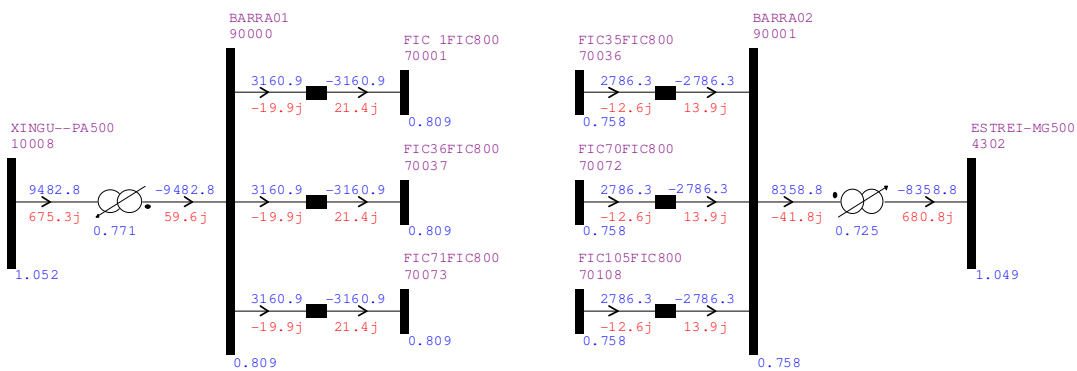 BARRA01
90000
BARRA02
90001
FIC 1FIC800
70001
FIC35FIC800
70036
3160.9 -3160.9
-19.9j 21.4j
0.809
2786.3 -2786.3
-12.6j 13.9j
0.758
XINGU--PA500
10008
FIC36FIC800
70037
FIC70FIC800
70072
ESTREI-MG500
4302
9482.8 -9482.8
675.3j 59.6j
0.771
1.052
3160.9 -3160.9
-19.9j 21.4j
0.809
2786.3 -2786.3
-12.6j 13.9j
0.758
8358.8 -8358.8
-41.8j 680.8j
0.725
1.049
FIC71FIC800
70073
FIC105FIC800
70108
3160.9 -3160.9
-19.9j 21.4j
0.809
0.809
2786.3 -2786.3
-12.6j 13.9j
0.758
0.758